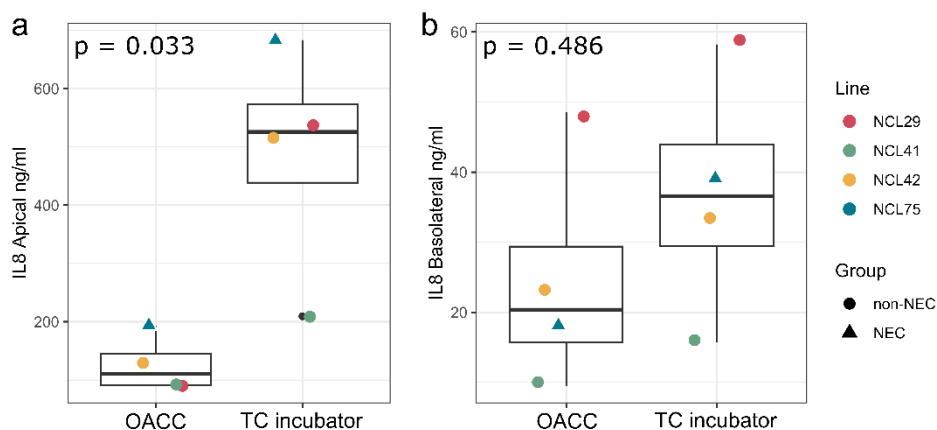 a
p = 0.033
IL8 Apical ng/ml
600
400
200
OACC
TC incubator
b
p = 0.486
IL8 Basolateral ng/ml
60
40
20
OACC
TC incubator
Line
NCL29
NCL41
NCL42
NCL75
Group
non-NEC
NEC